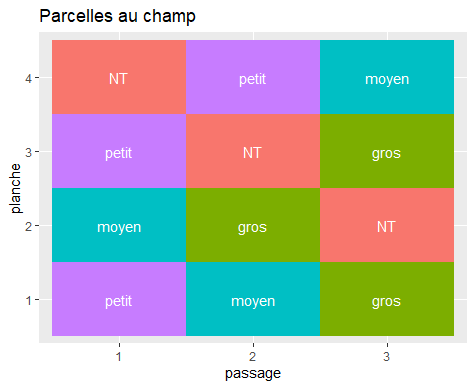 Parcelles au champ
planche
4
NT petit moyen
3
petit NT gros
2
moyen gros NT
1
petit moyen gros
1 2 3
passage